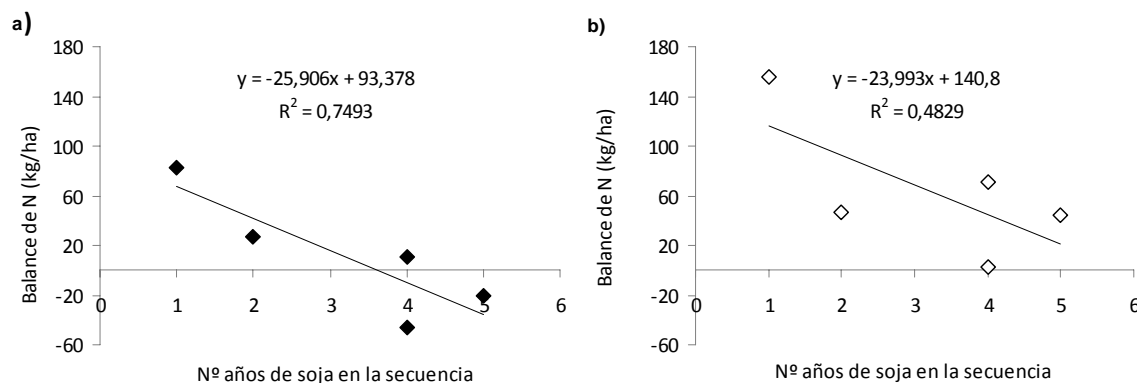 a)
180
140
100
60
20
-20
-60
Balance de N (kg/ha)
y = -25,906x + 93,378
R² = 0,7493
0 1 2 3 4 5 6
Nº años de soja en la secuencia
b)
180
140
100
60
20
-20
-60
Balance de N (kg/ha)
y = -23,993x + 140,8
R² = 0,4829
0 1 2 3 4 5 6
Nº años de soja en la secuencia